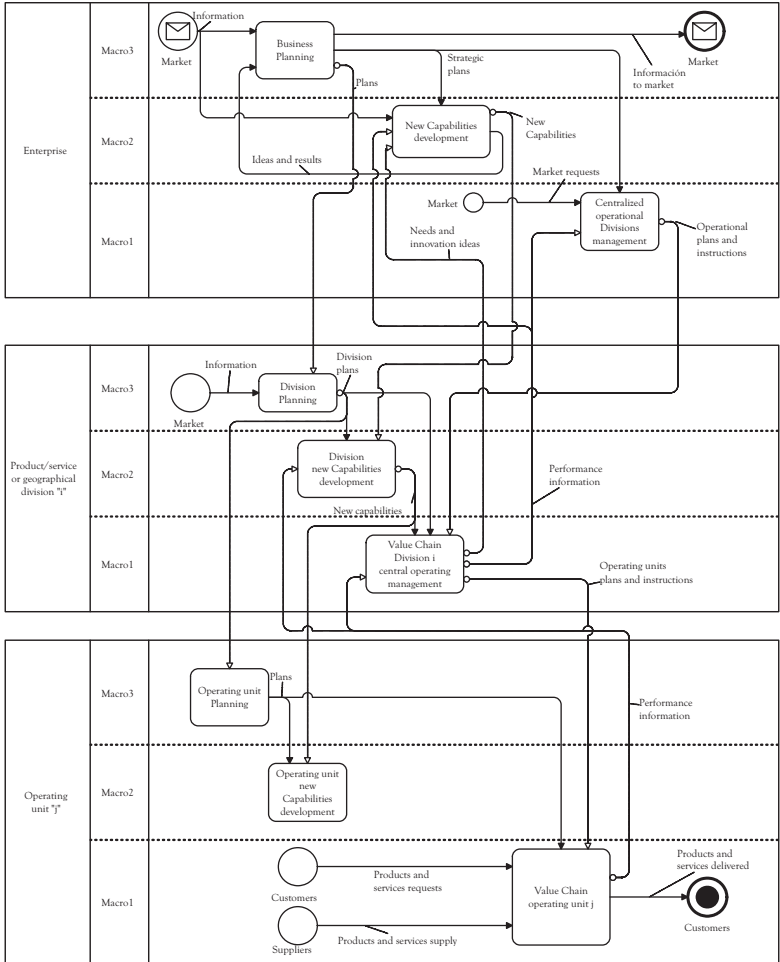 Information
Market
Business
Planning
Market
Información
to market
Strategic
plans
Plans
Macro3
Enterprise
Macro2
New Capabilities
development
New
Capabilities
Ideas and results
Macro1
Market
Market requests
Centralized
operational
Divisions
management
Operational
plans and
instructions
Needs and
innovation ideas
Product/service
or geographical
division "i"
Macro3
Information
Market
Division
Planning
Division
plans
Macro2
Division
new Capabilities
development
New capabilities
Performance
information
Macro1
Value Chain
Division i
central operating
management
Operating units
plans and instructions
Operating
unit "j"
Macro3
Operating unit
Planning
Plans
Performance
information
Macro2
Operating unit
new
Capabilities
development
Macro1
Customers
Products and
services requests
Suppliers
Products and services supply
Value Chain
operating unit j
Products and
services delivered
Customers